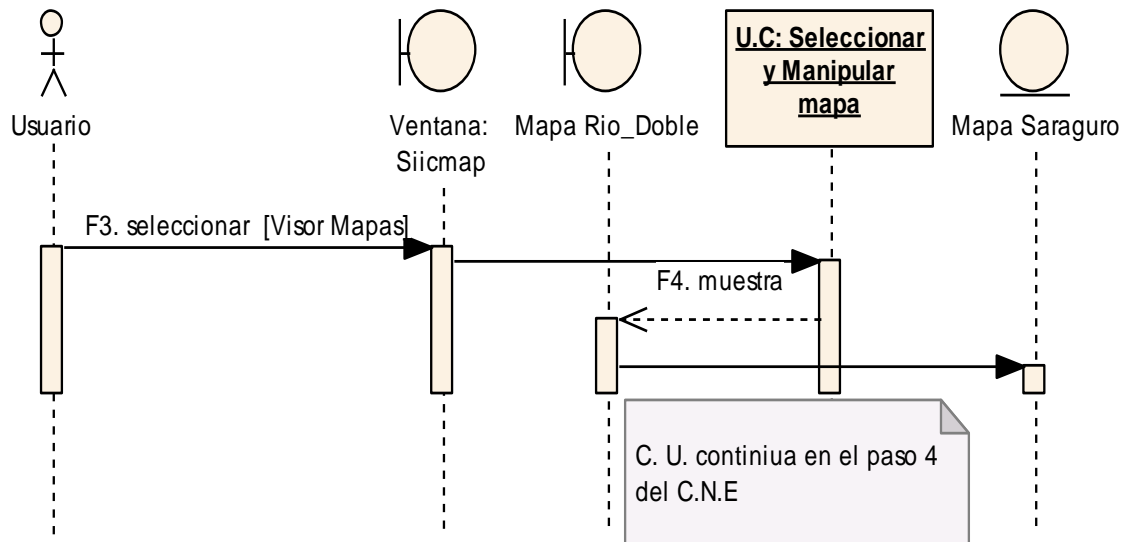 U.C: Seleccionar
y Manipular
mapa
Usuario
Ventana:
Siicmap
Mapa Rio_Doble
Mapa Saraguro
F3. seleccionar [Visor Mapas]
F4. muestra
C. U. continiua en el paso 4
del C.N.E